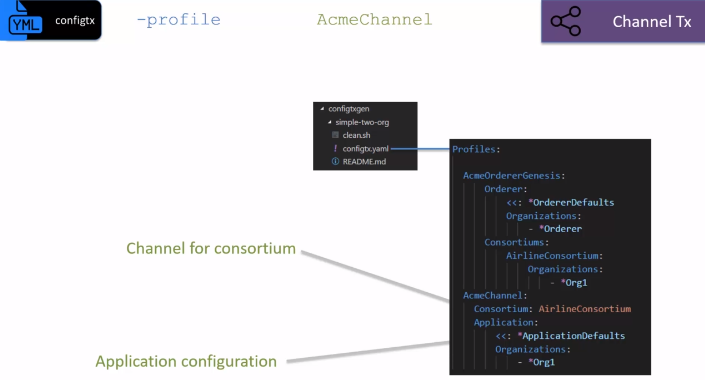 YML configtx -profile AcmeChannel Channel Tx
configtxgen
simple-two-org
clean.sh
! configtx.yaml
README.md
Profiles:
AcmeOrdererGenesis:
Orderer:
<<: *OrdererDefaults
Organizations:
- *Orderer
Consortiums:
AirlineConsortium:
Organizations:
- *Org1
AcmeChannel:
Consortium: AirlineConsortium
Application:
<<: *ApplicationDefaults
Organizations:
- *Org1
Channel for consortium
Application configuration